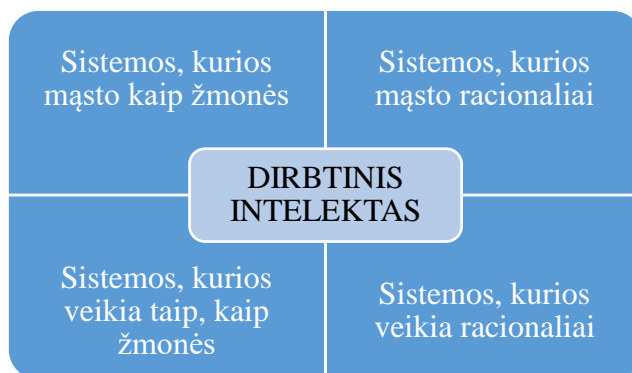 Sistemos, kurios
mąsto kaip žmonės
Sistemos, kurios
mąsto racionaliai
DIRBTINIS
INTELEKTAS
Sistemos, kurios
veikia taip, kaip
žmonės
Sistemos, kurios
veikia racionaliai